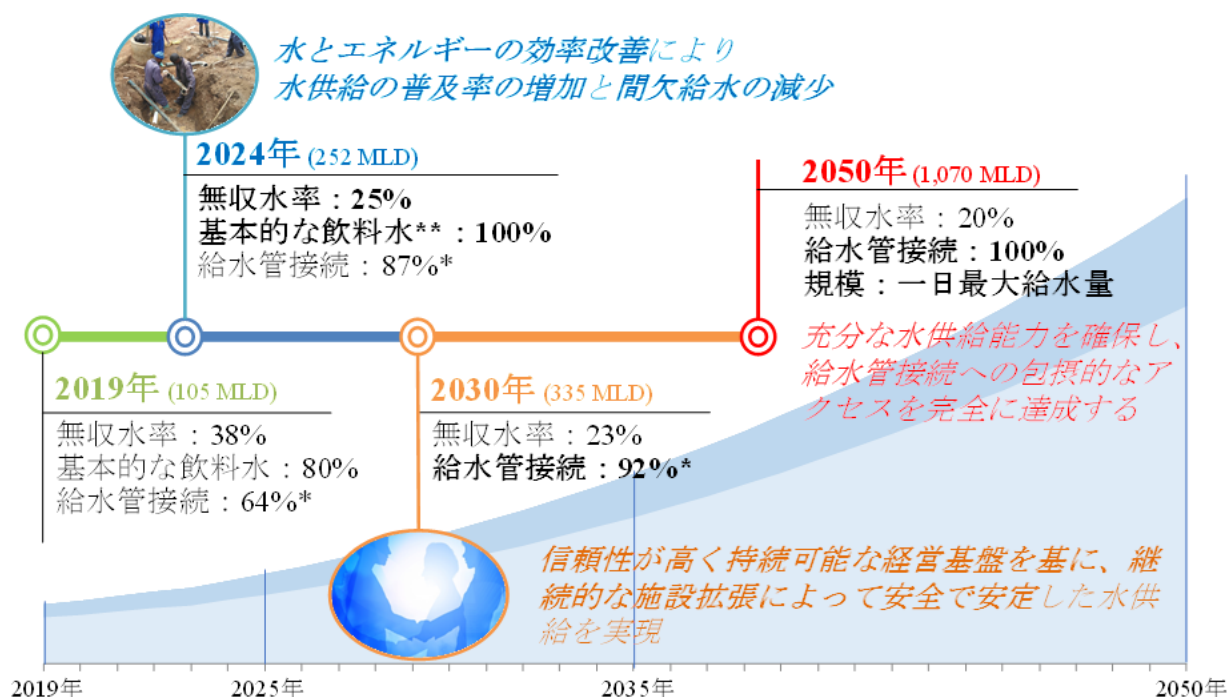 水とエネルギーの効率改善により
水供給の普及率の増加と間欠給水の減少
2024年 (252 MLD)
無収水率：25%
基本的な飲料水**：100%
給水管接続：87%*
2050年 (1,070 MLD)
無収水率：20%
給水管接続：100%
規模：一日最大給水量
充分な水供給能力を確保し、
給水管接続への包摂的なア
クセスを完全に達成する
2019年 (105 MLD)
無収水率：38%
基本的な飲料水：80%
給水管接続：64%*
2030年 (335 MLD)
無収水率：23%
給水管接続：92%*
信頼性が高く持続可能な経営基盤を基に、継
続的な施設拡張によって安全で安定した水供
給を実現
2019年
2025年
2035年
2050年